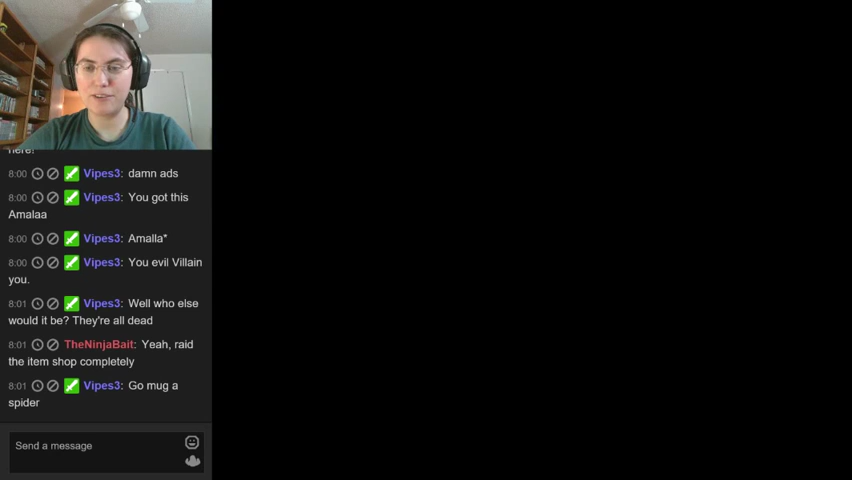 here!
8:00 Vipes3: damn ads
8:00 Vipes3: You got this
Amalaa
8:00 Vipes3: Amalla*
8:00 Vipes3: You evil Villain
you.
8:01 Vipes3: Well who else
would it be? They're all dead
8:01 TheNinjaBait: Yeah, raid
the item shop completely
8:01 Vipes3: Go mug a
spider
Send a message